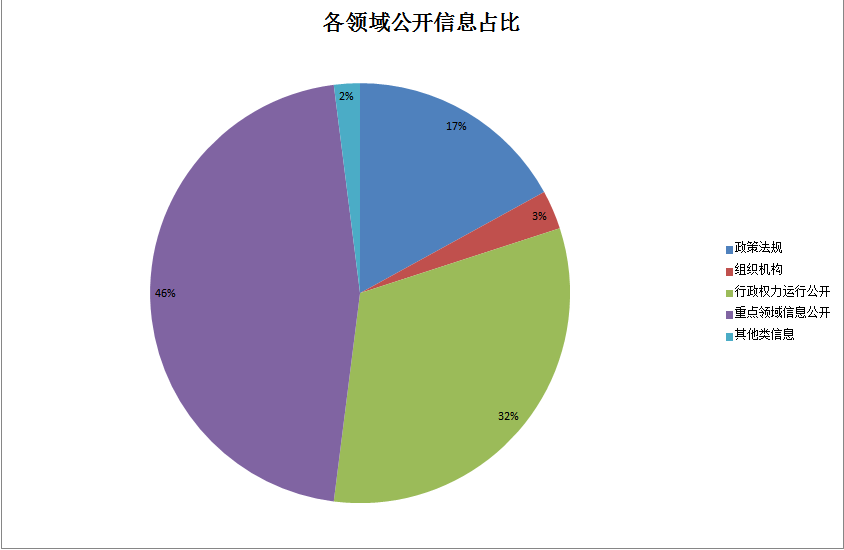 各领域公开信息占比
2%
17%
3%
46%
32%
政策法规
组织机构
行政权力运行公开
重点领域信息公开
其他类信息